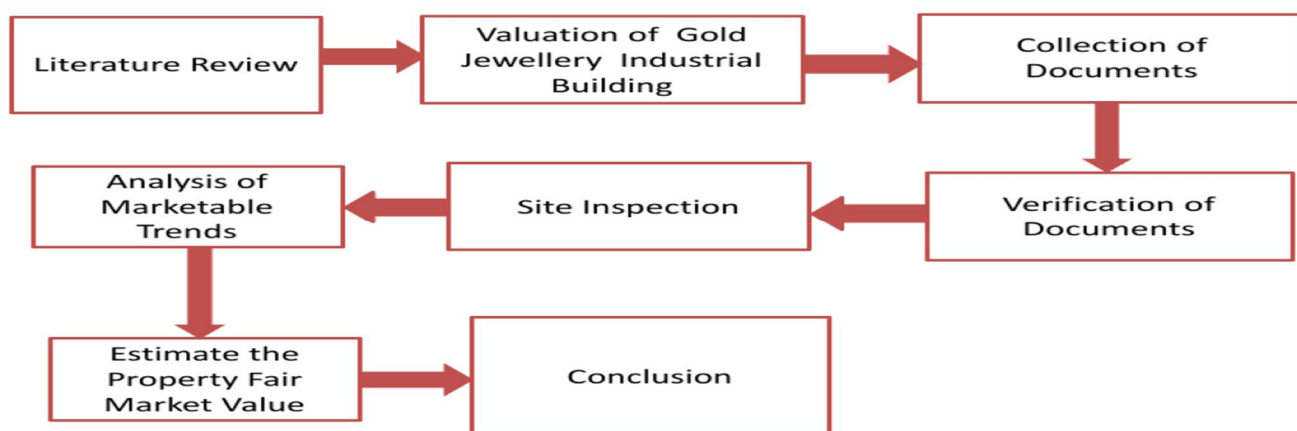 Literature Review
Valuation of Gold
Jewellery Industrial
Building
Collection of
Documents
Verification of
Documents
Site Inspection
Analysis of
Marketable
Trends
Estimate the
Property Fair
Market Value
Conclusion